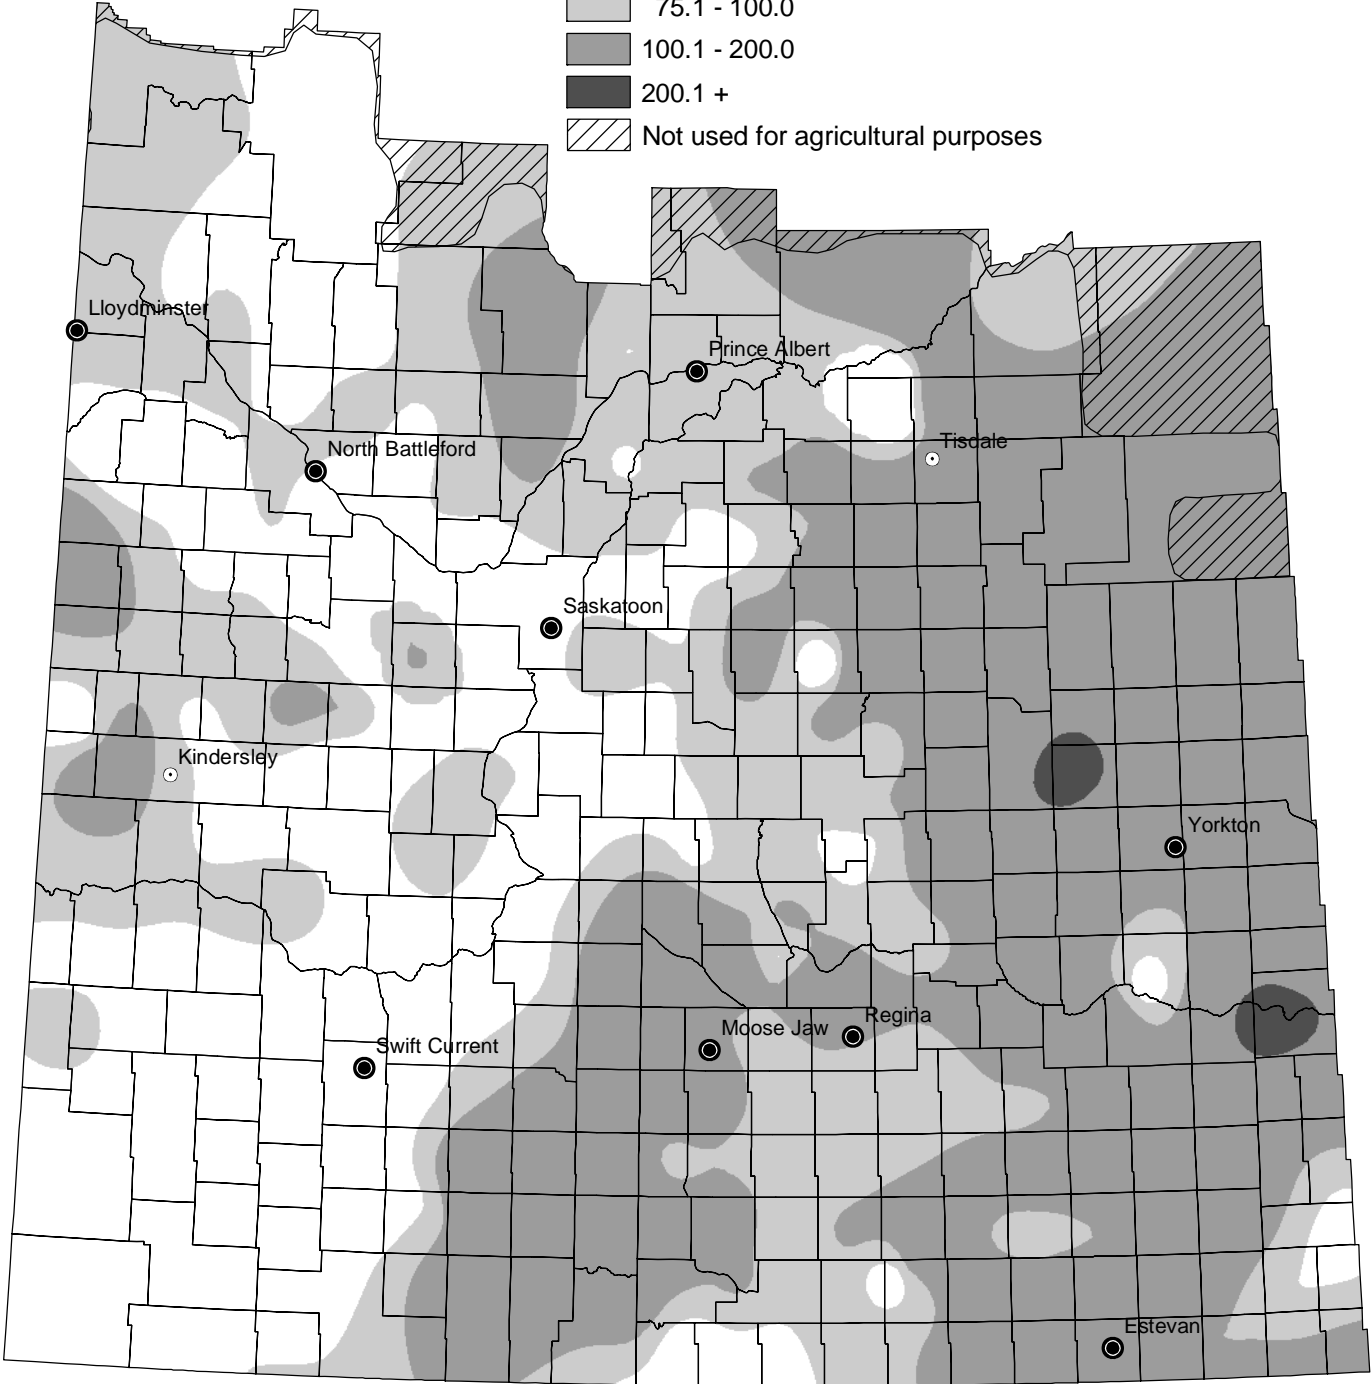 75.1 - 100.0
100.1 - 200.0
200.1 +
Not used for agricultural purposes
Lloydminster
Prince Albert
North Battleford
Tisdale
Saskatoon
Kindersley
Yorkton
Regina
Moose Jaw
Swift Current
Estevan